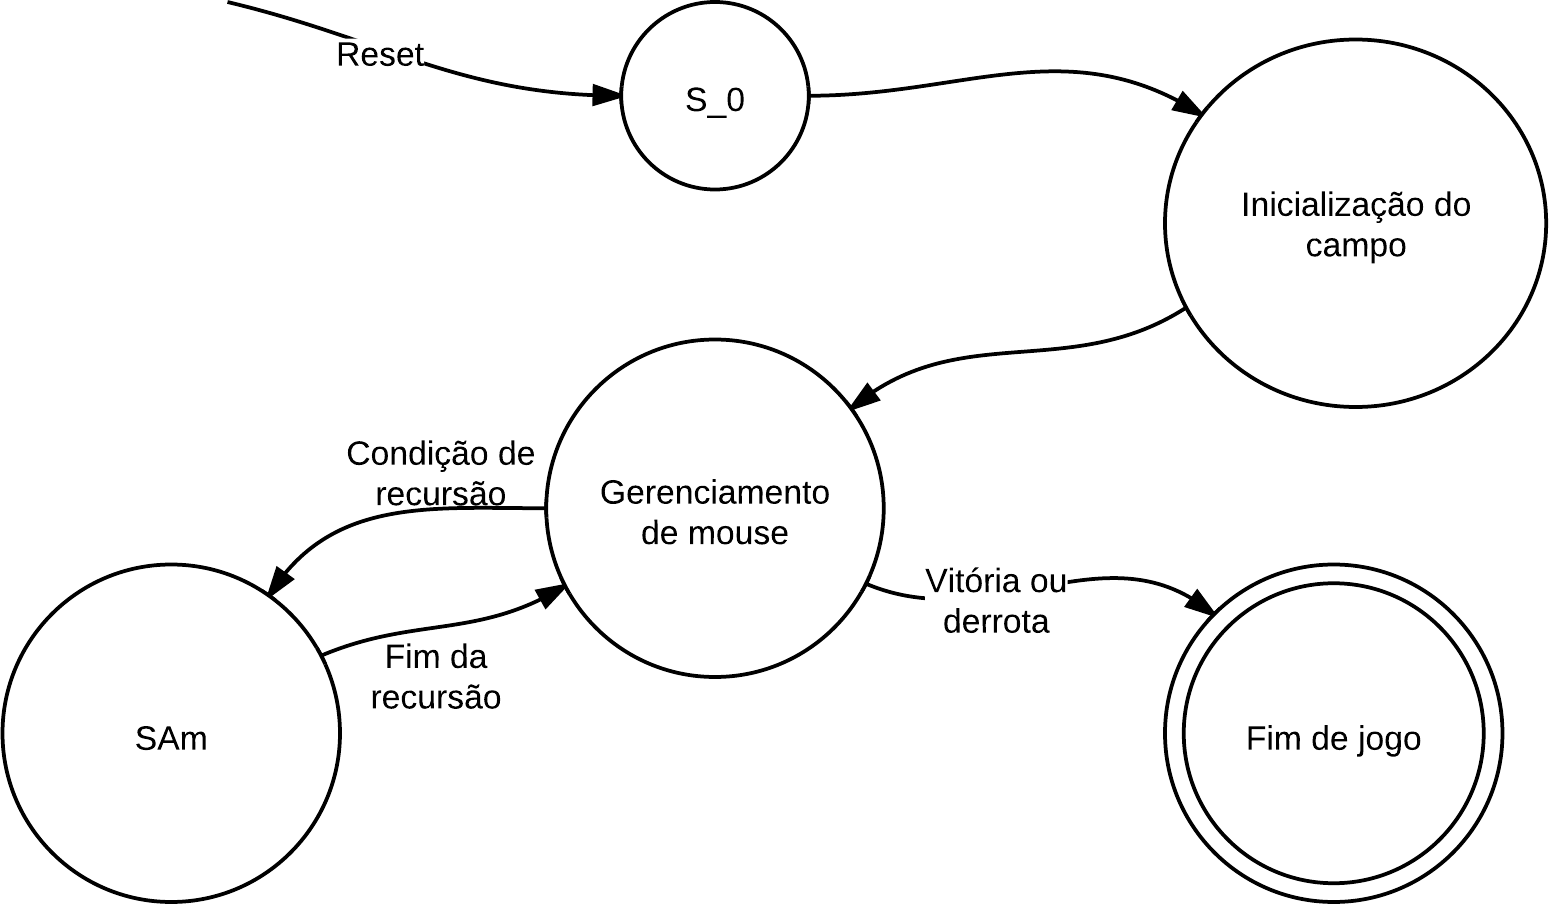 Reset
S_0
Inicialização do
campo
Condição de
recursão
Gerenciamento
de mouse
Vitória ou
derrota
Fim da
recursão
SAm
Fim de jogo